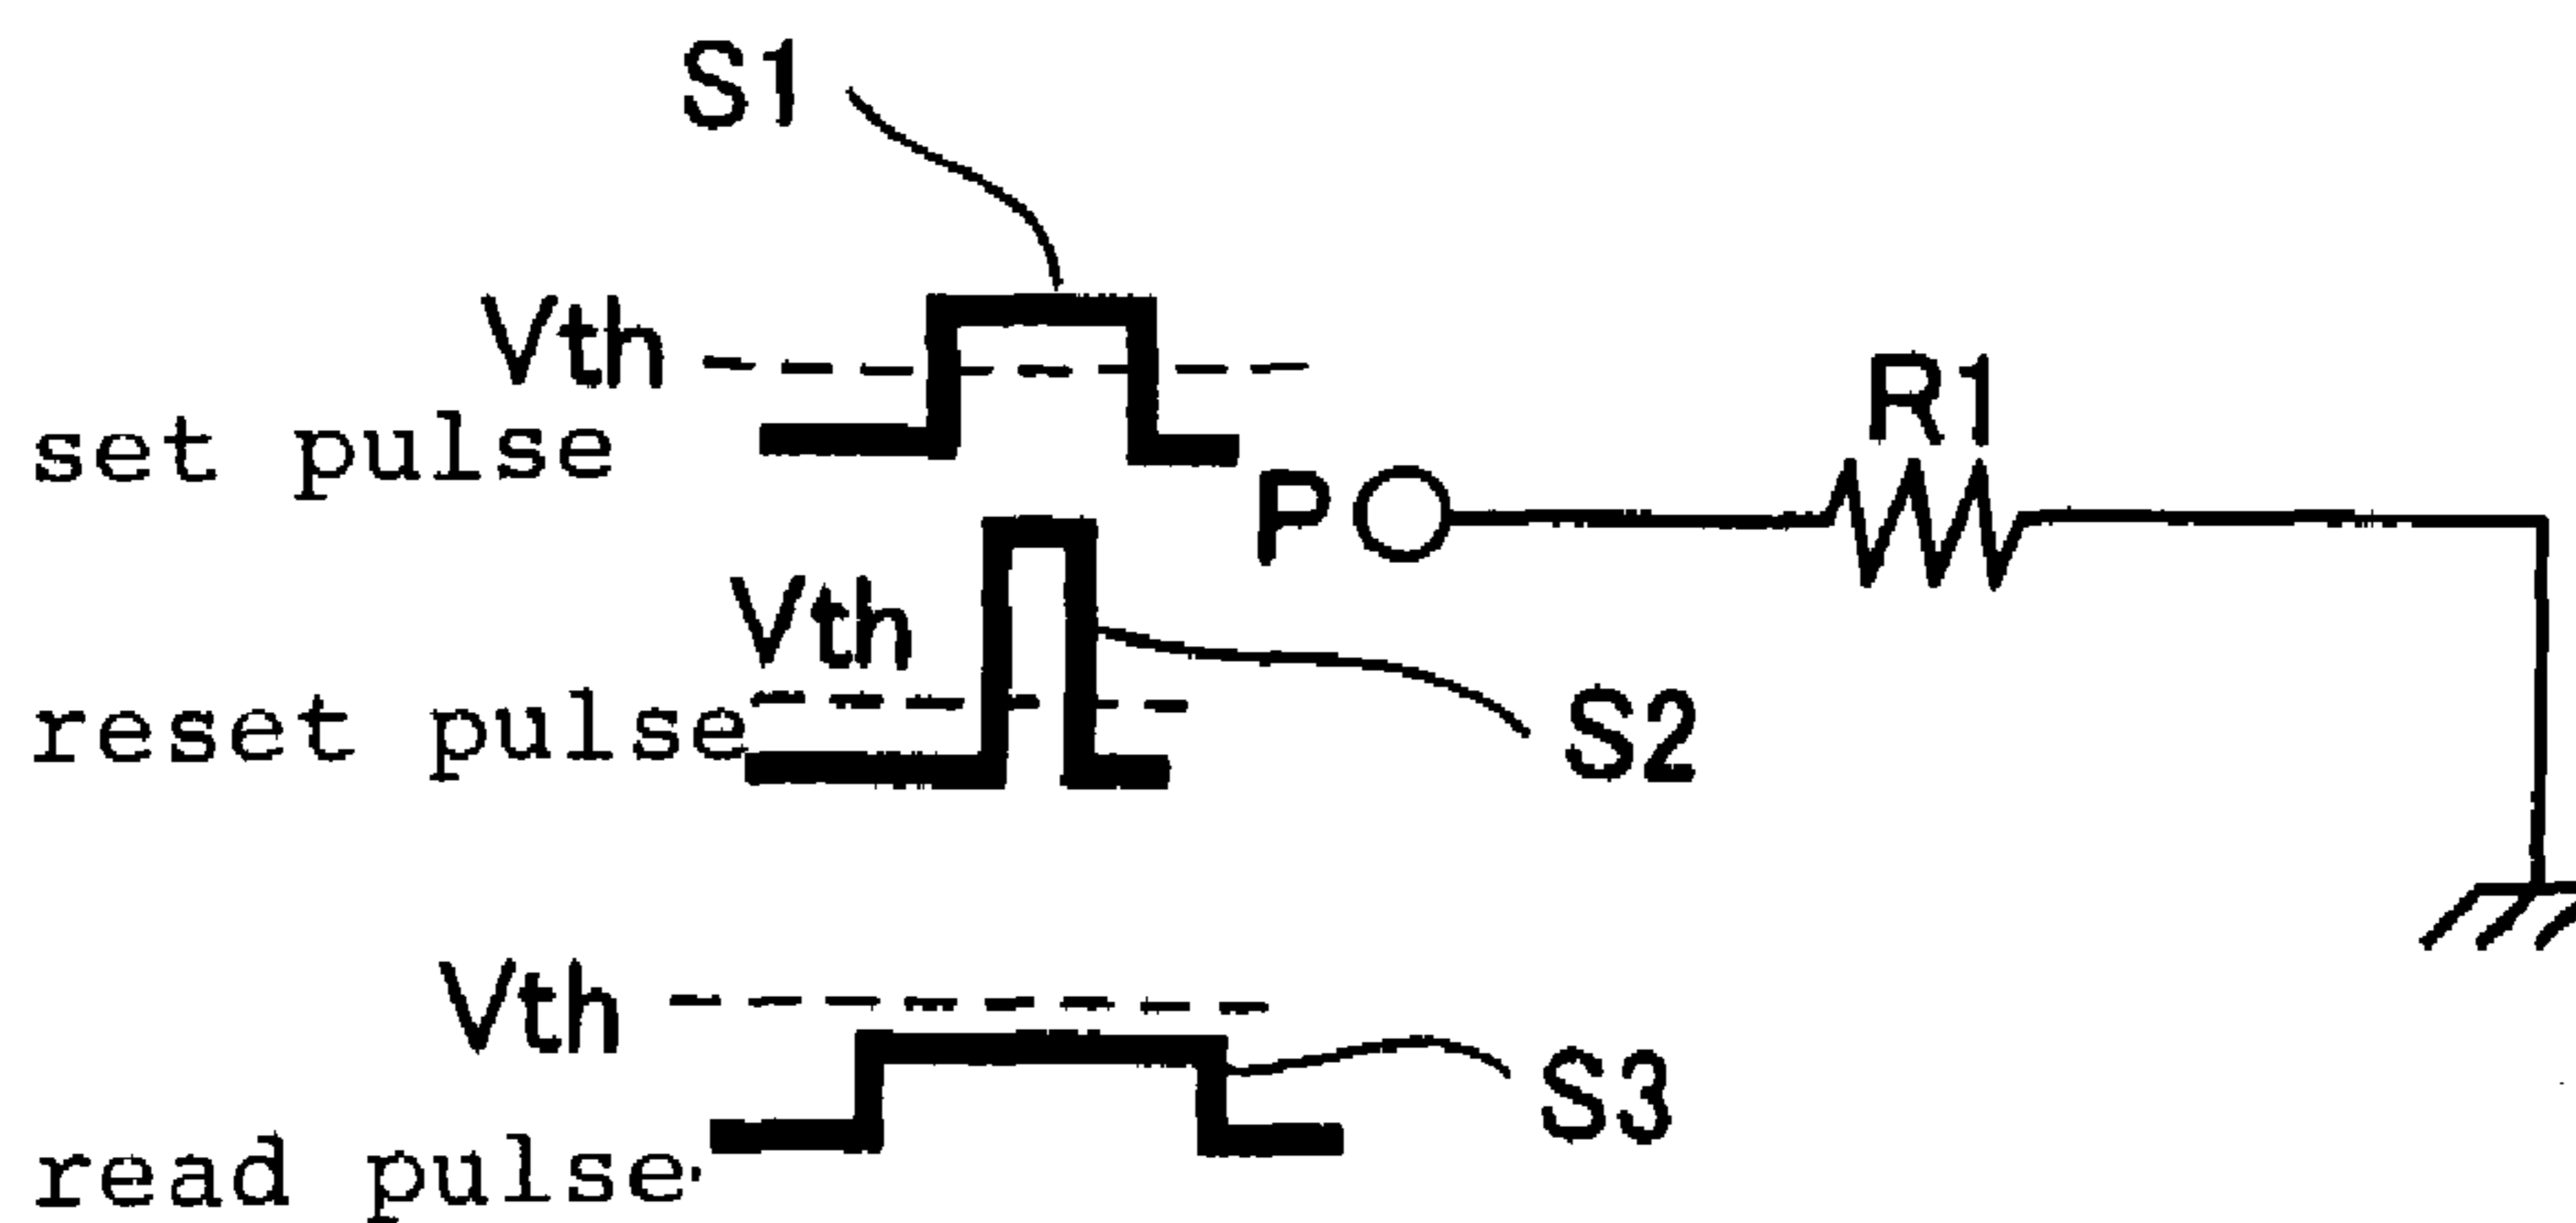 S1
Vth
set pulse
P
R1
Vth
reset pulse
S2
Vth
S3
read pulse